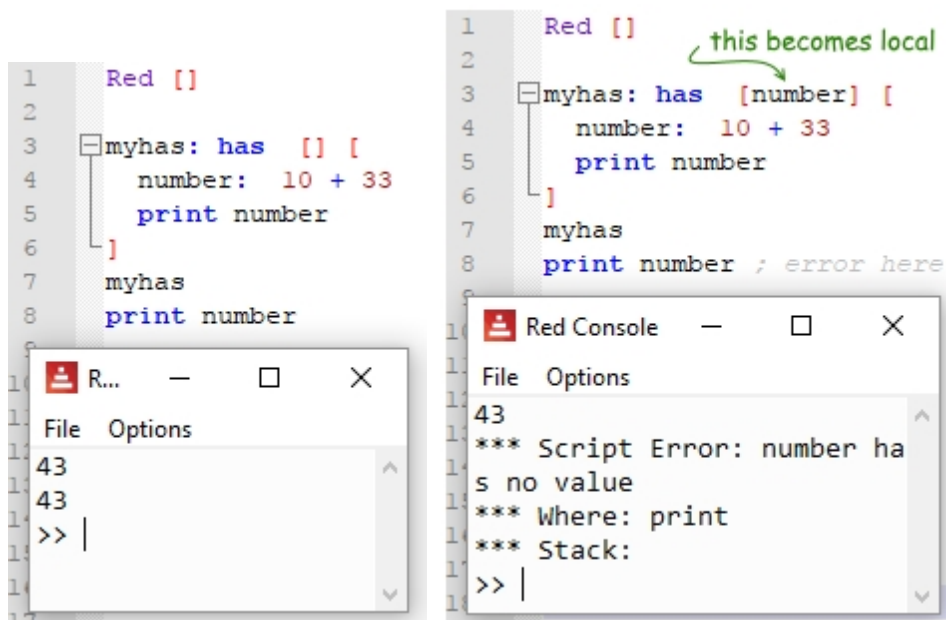 1 Red []
2
3 myhas: has [] [
4 number: 10 + 33
5 print number
6 ]
7 myhas
8 print number
9
R...
File Options
43
43
>>
this becomes local
1 Red []
2
3 myhas: has [number] [
4 number: 10 + 33
5 print number
6 ]
7 myhas
8 print number ; error here
Red Console
File Options
43
*** Script Error: number ha
s no value
*** Where: print
*** Stack:
>>